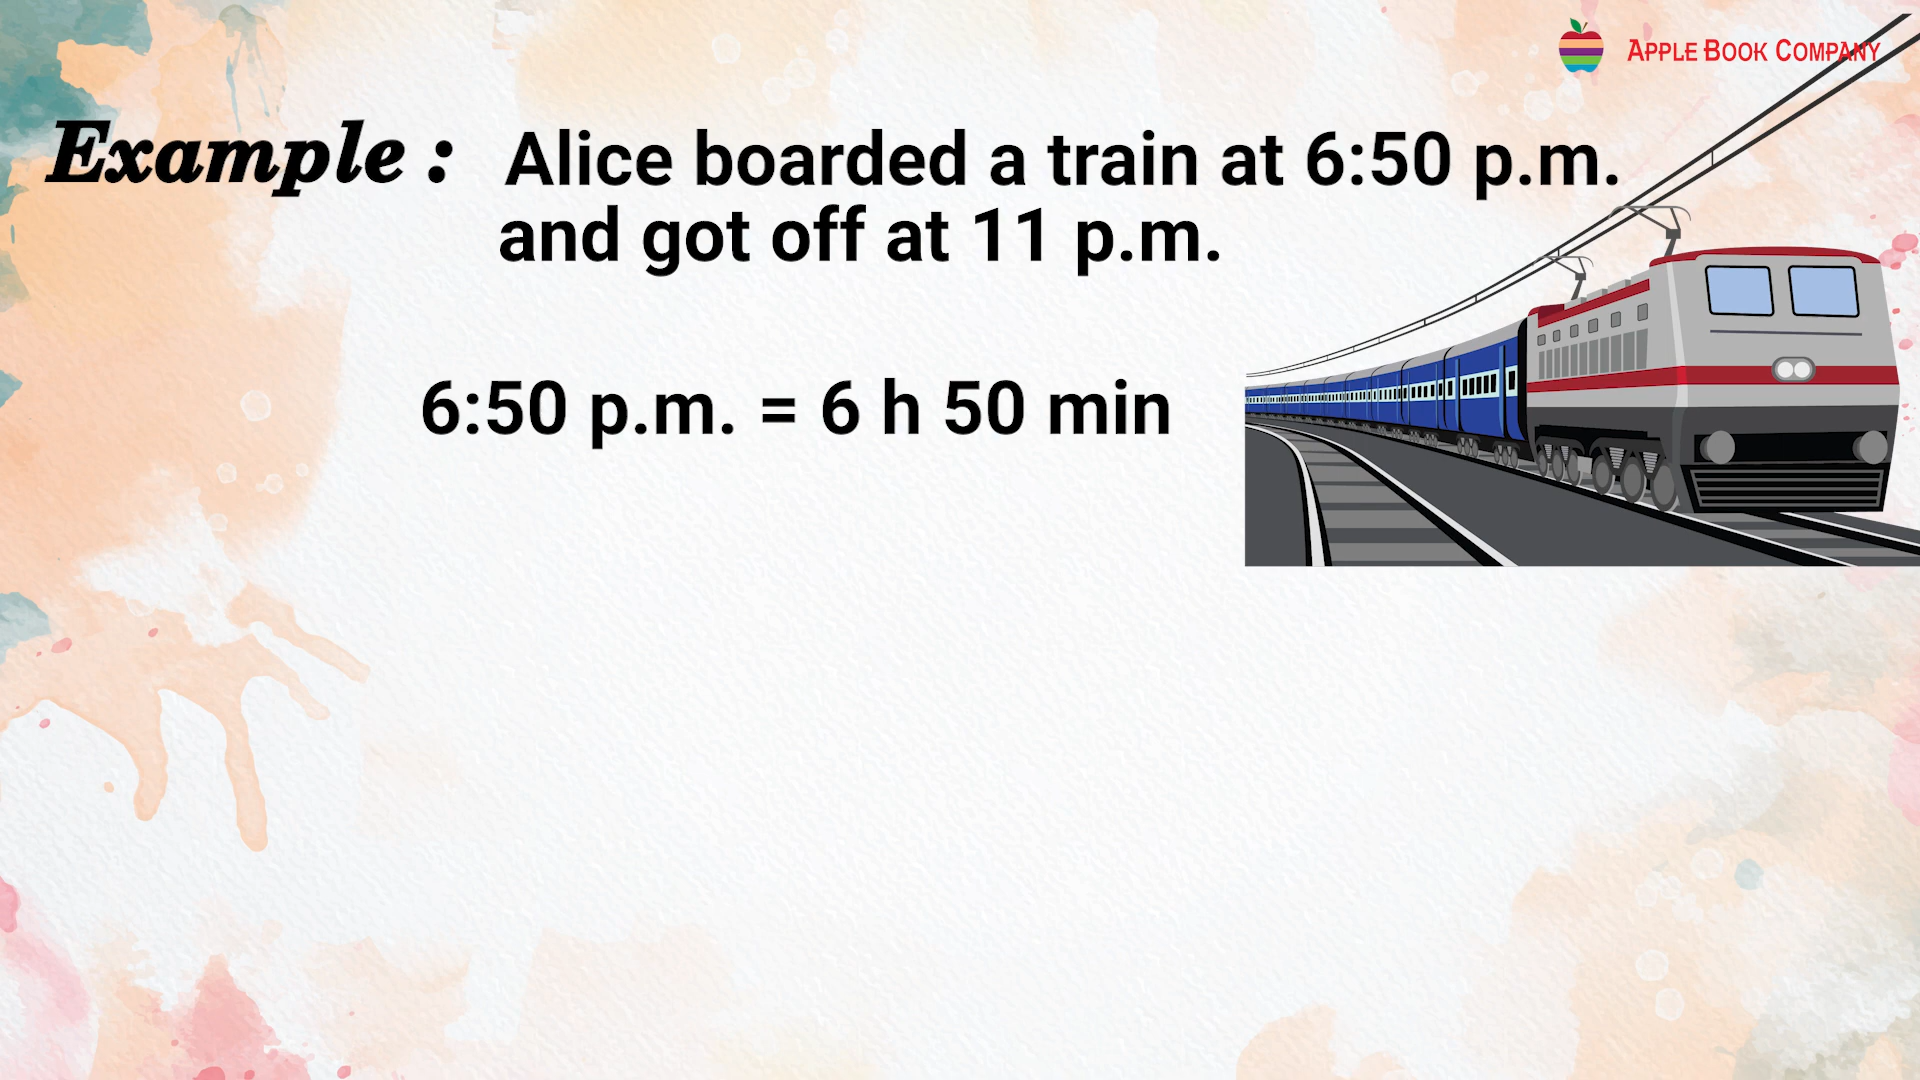 APPLE BOOK COMPANY
Example : Alice boarded a train at 6:50 p.m.
and got off at 11 p.m.
6:50 p.m. = 6 h 50 min